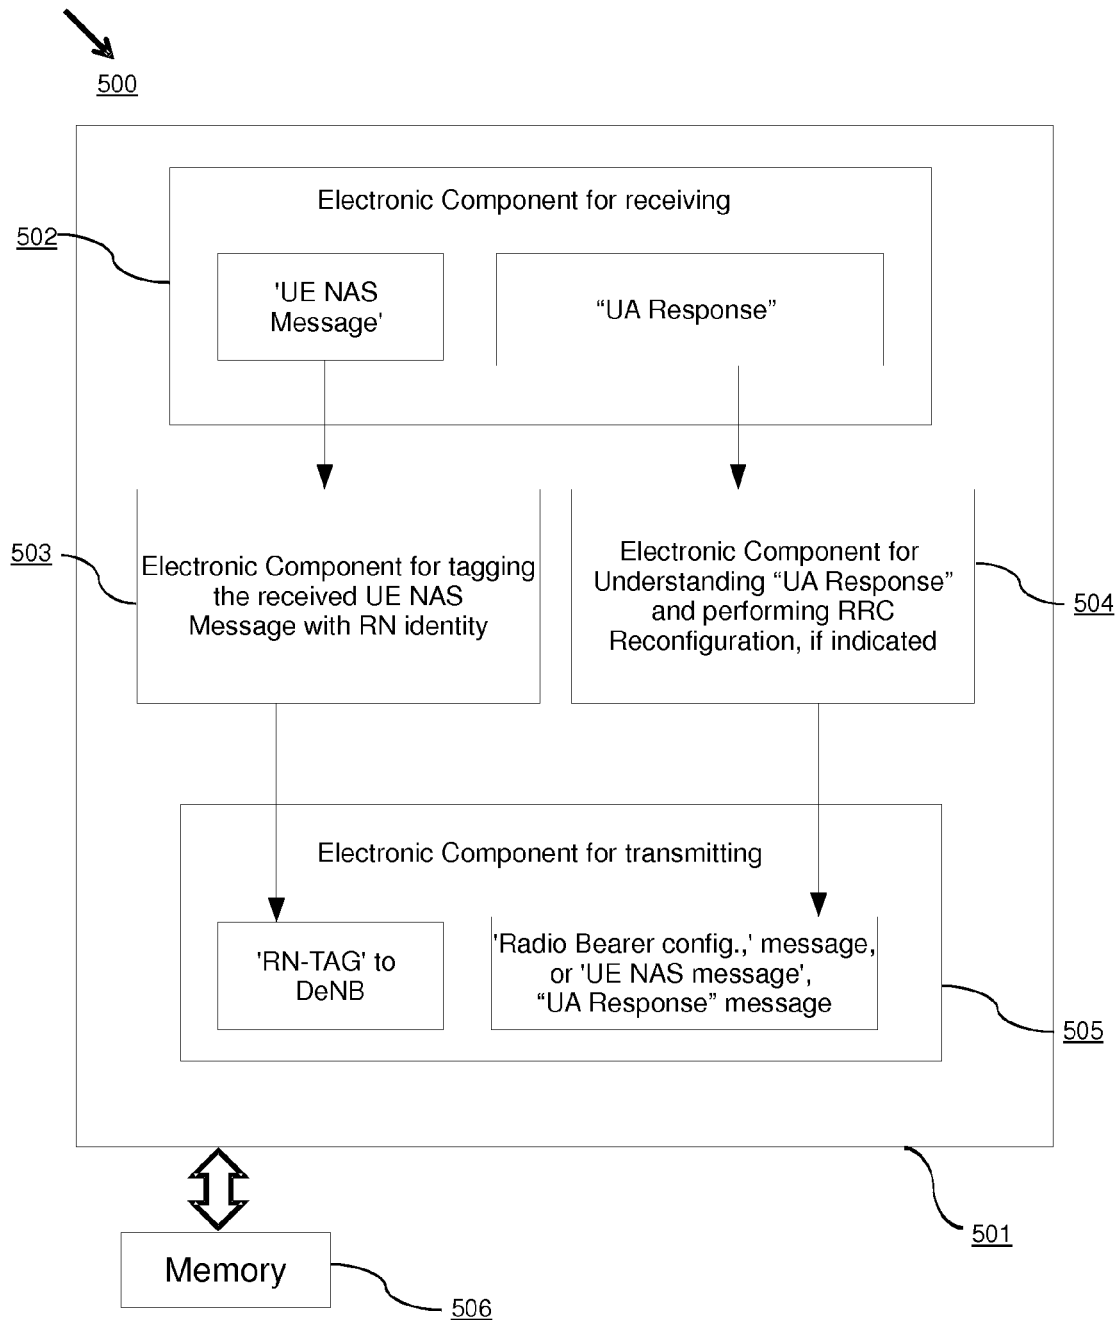 500
Electronic Component for receiving
502
'UE NAS
Message'
“UA Response”
503
Electronic Component for tagging
the received UE NAS
Message with RN identity
Electronic Component for
Understanding “UA Response”
and performing RRC
Reconfiguration, if indicated
504
Electronic Component for transmitting
'RN-TAG' to
DeNB
'Radio Bearer config.,' message,
or 'UE NAS message',
“UA Response” message
505
501
Memory
506